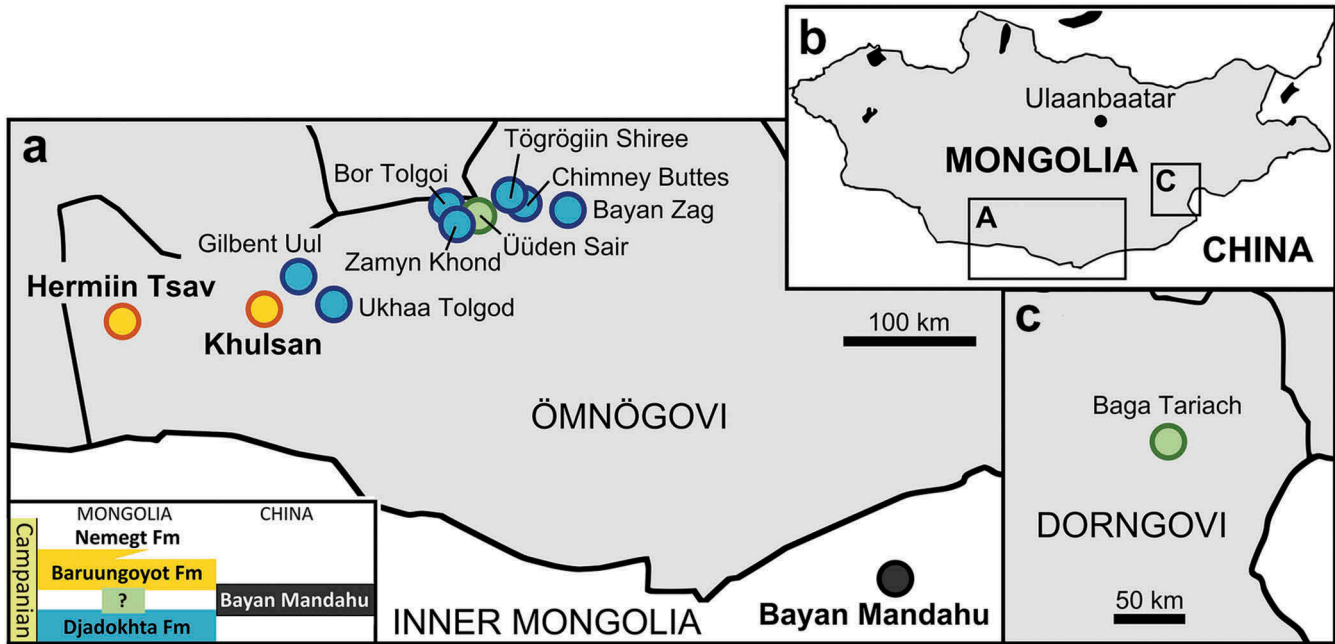 a
Tögrögiin Shiree
Bor Tolgoi
Chimney Buttes
Bayan Zag
Gilbent Uul
Zamyn Khond
Üüden Sair
Hermiin Tsav
Ukhaa Tolgod
Khulsan
100 km
ÖMNÖGOVI
INNER MONGOLIA
Bayan Mandahu
Campanian
MONGOLIA
CHINA
Nemegt Fm
Baruungoyot Fm
?
Bayan Mandahu
Djadokhta Fm
b
Ulaanbaatar
MONGOLIA
C
A
CHINA
c
Baga Tariach
DORNGOVI
50 km